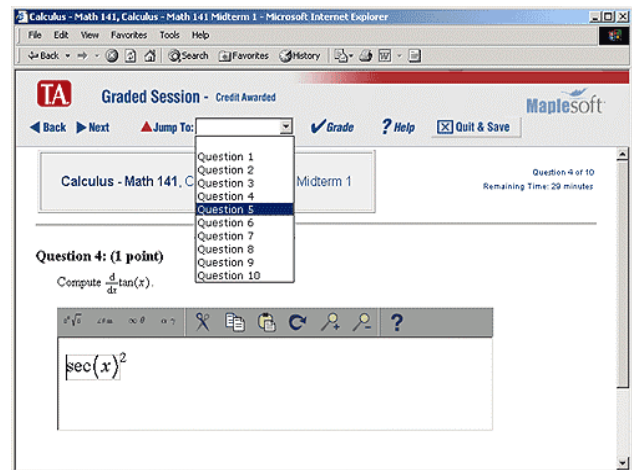 Calculus - Math 141, Calculus - Math 141 Midterm 1 - Microsoft Internet Explorer
File Edit View Favorites Tools Help
Back Search Favorites History
TA Graded Session - Credit Awarded
Maplesoft
Back Next Jump To: Grade ? Help Quit & Save
Question 1
Question 2
Question 3
Question 4
Question 5
Question 6
Question 7
Question 8
Question 9
Question 10
Calculus - Math 141, C Midterm 1
Question 4 of 10
Remaining Time: 29 minutes
Question 4: (1 point)
Compute d/dx tan(x).
?
sec(x)²